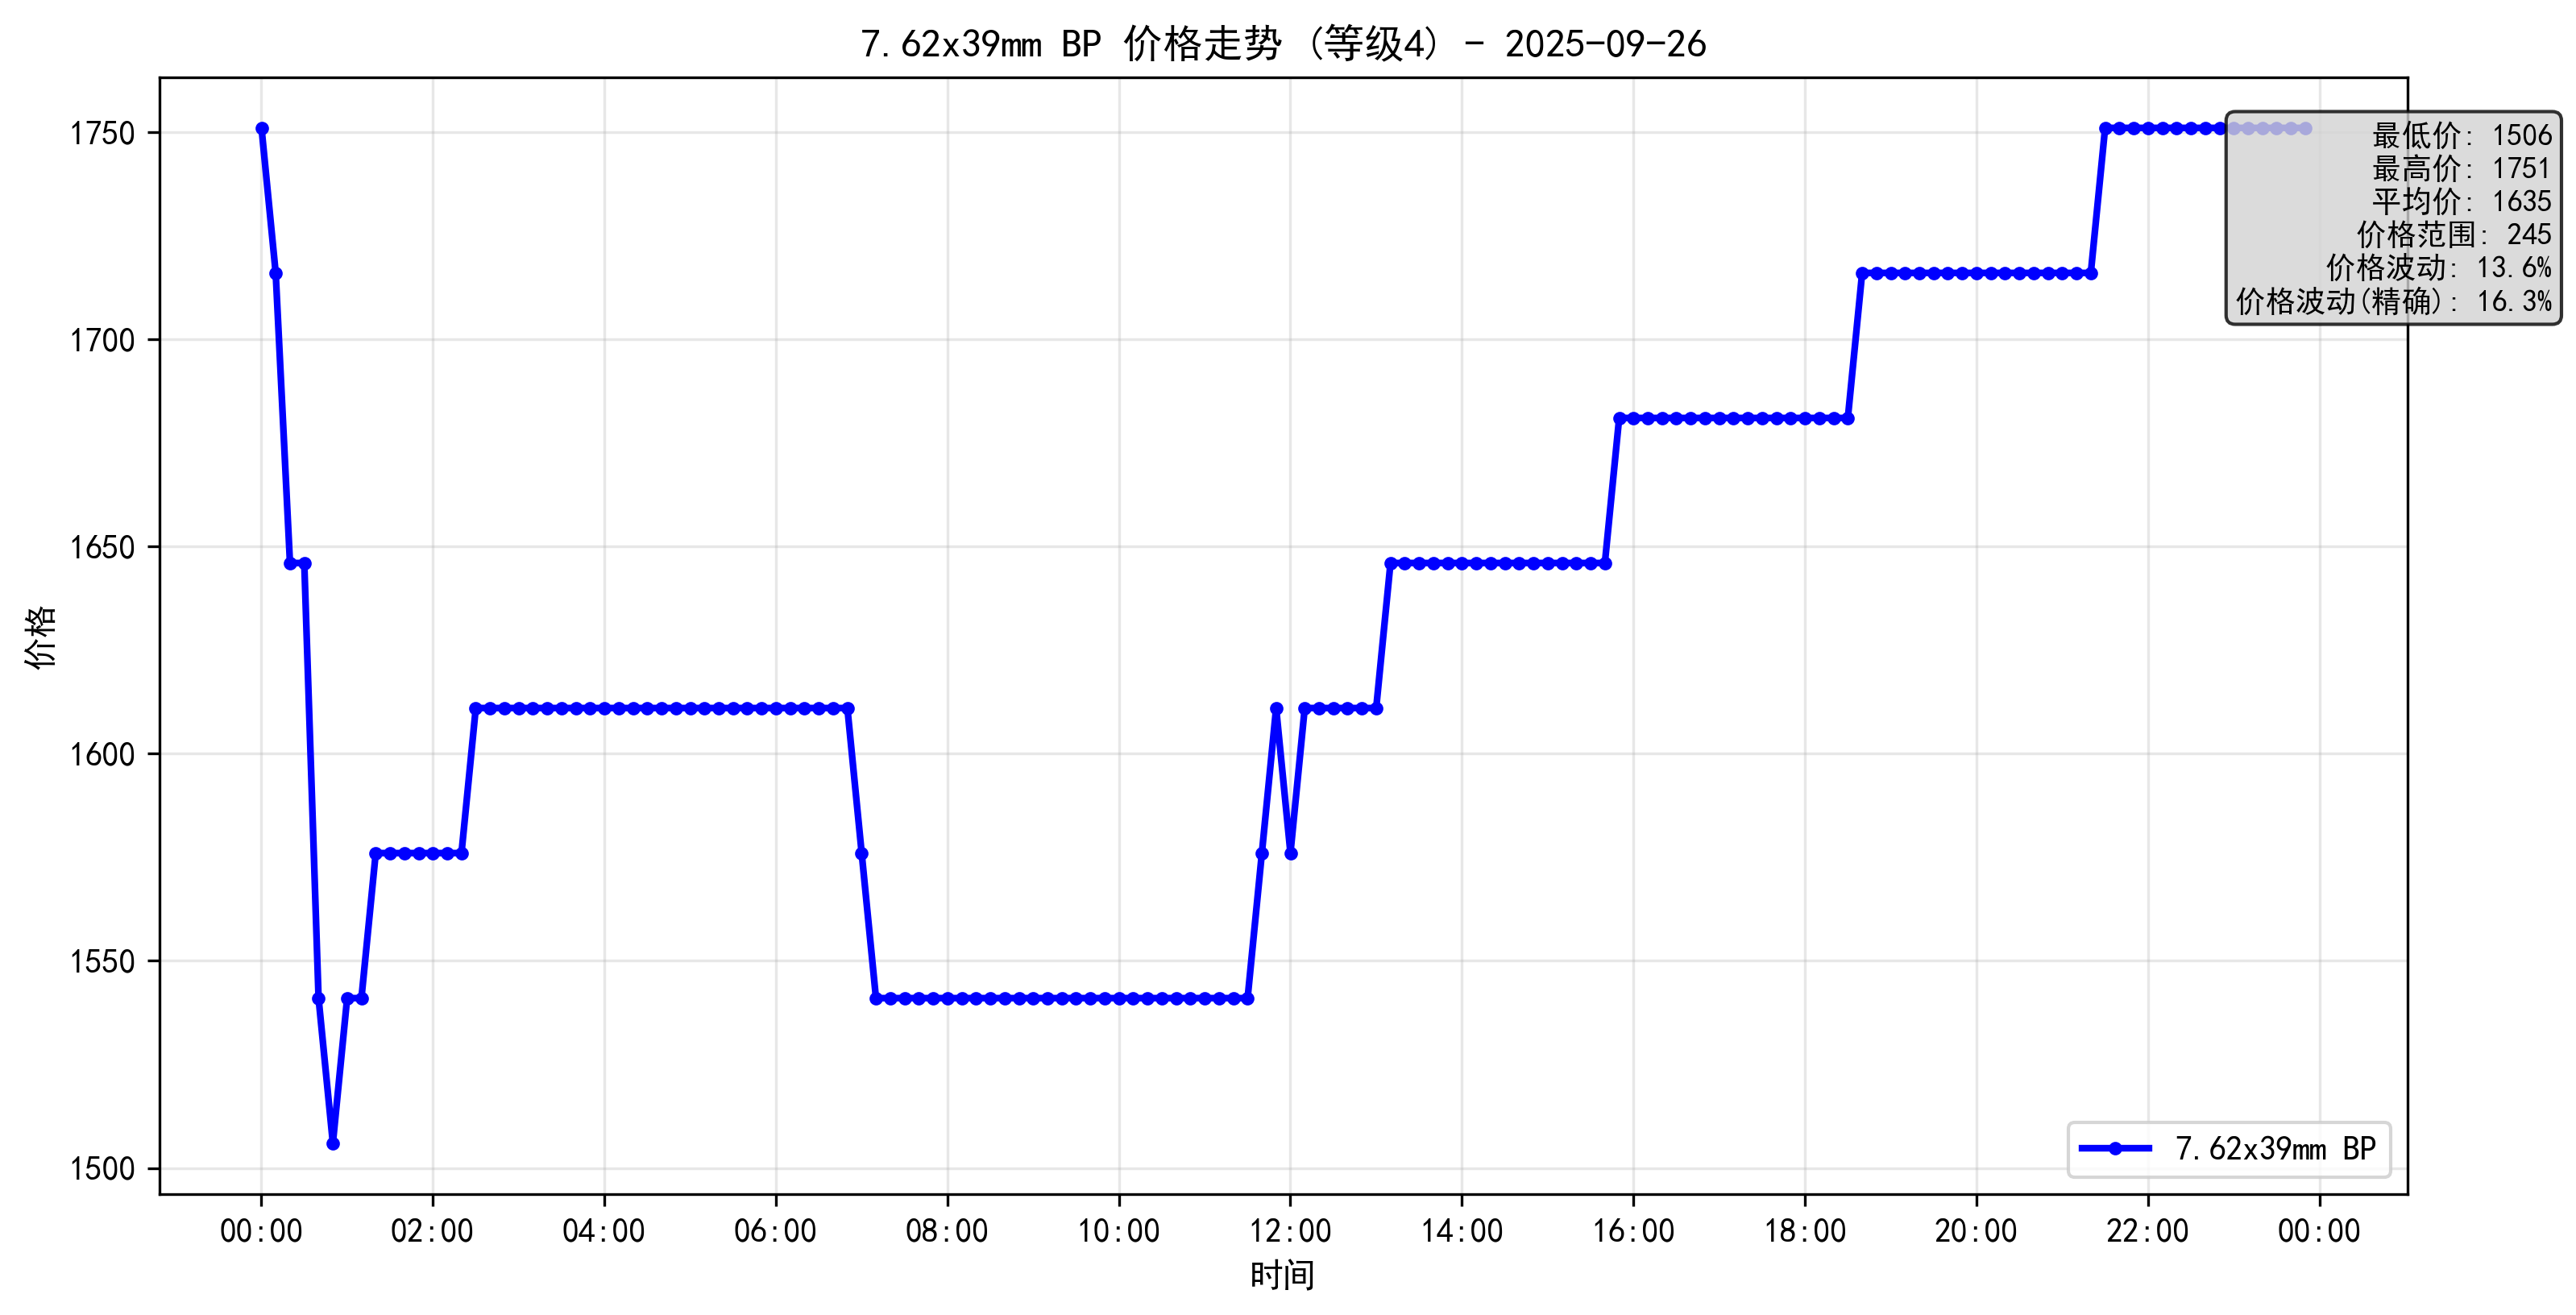 7.62x39mm BP 价格走势 (等级4) - 2025-09-26
最低价: 1506
最高价: 1751
平均价: 1635
价格范围: 245
价格波动: 13.6%
价格波动(精确): 16.3%
价格
1750
1700
1650
1600
1550
1500
7.62x39mm BP
00:00 02:00 04:00 06:00 08:00 10:00 12:00 14:00 16:00 18:00 20:00 22:00 00:00
时间